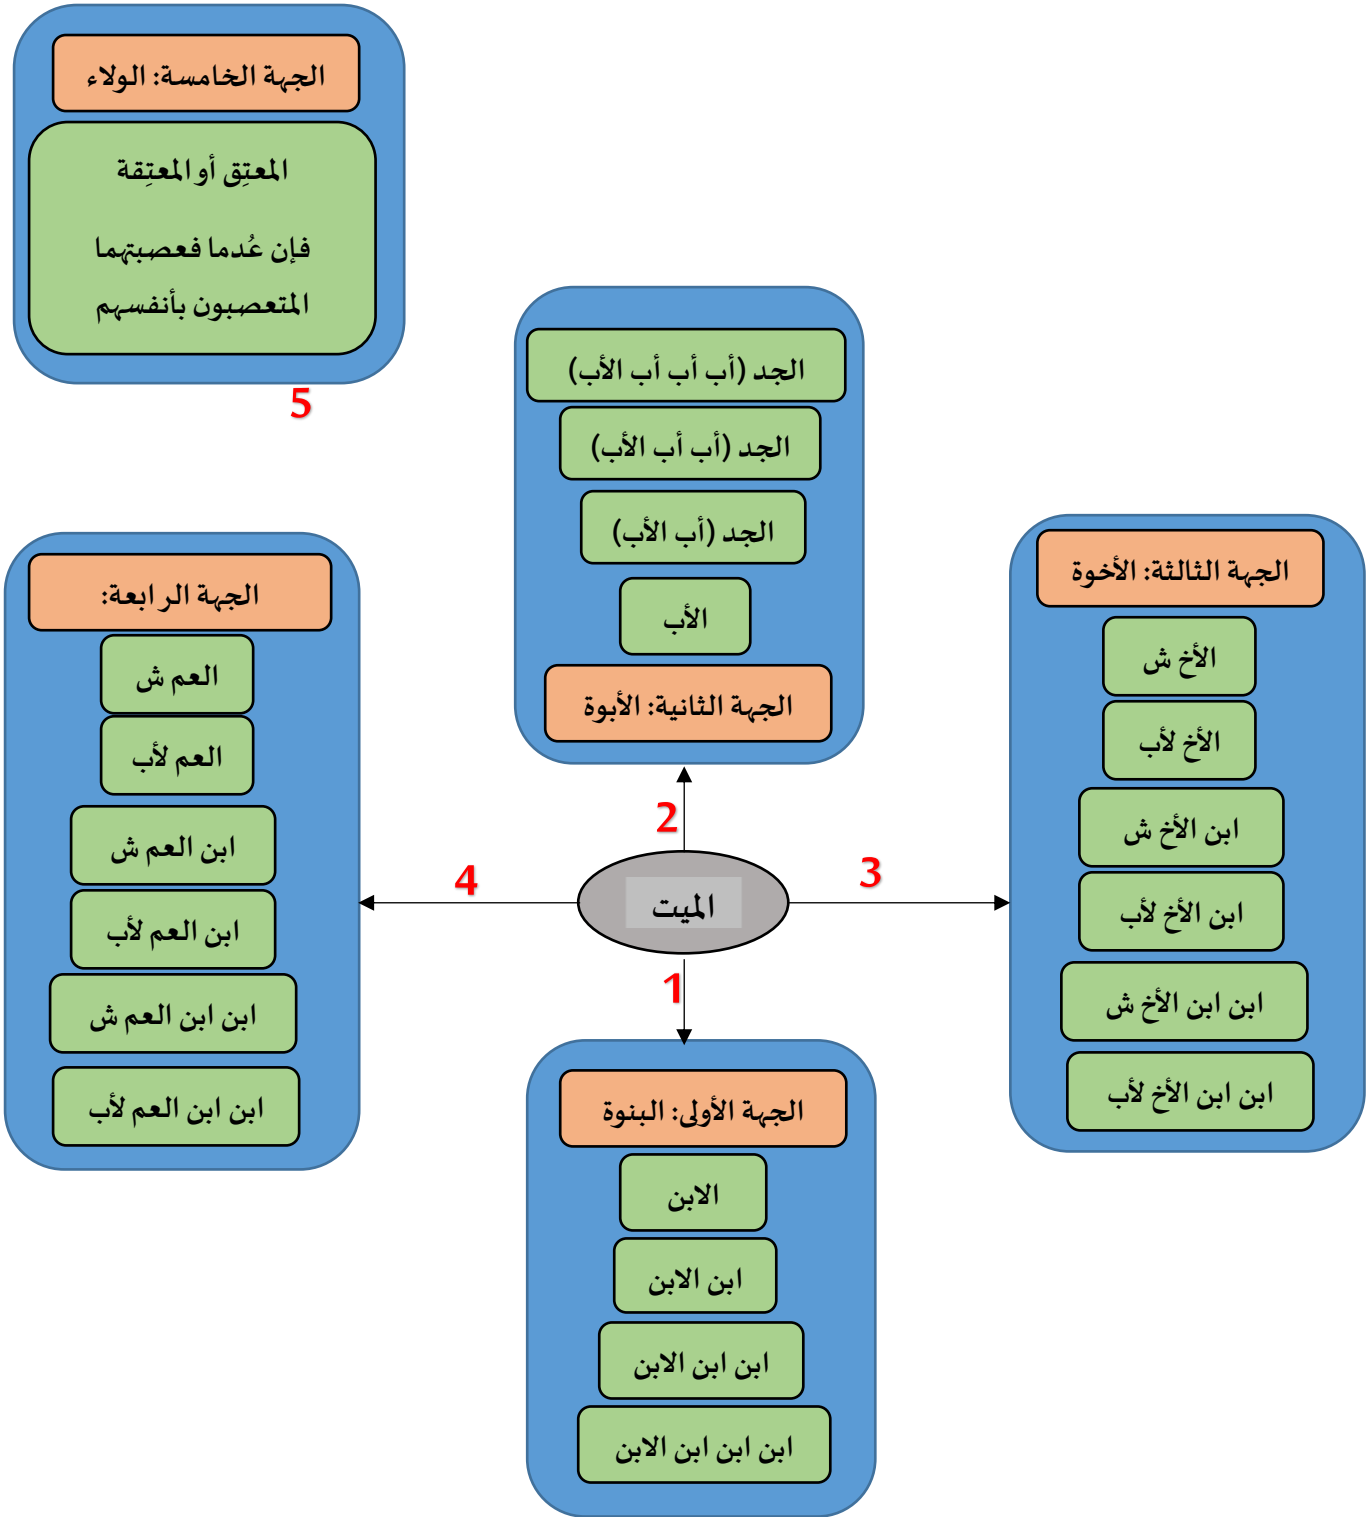 الجهة الخامسة: الولاء
المعتِق أو المعتِقة
فإن عُدما فعصبتهما
المتعصبون بأنفسهم
5
الجد (أب أب أب الأب)
الجد (أب أب الأب)
الجد (أب الأب)
الأب
الجهة الثانية: الأبوة
2
الجهة الثالثة: الأخوة
الأخ ش
الأخ لأب
ابن الأخ ش
ابن الأخ لأب
ابن ابن الأخ ش
ابن ابن الأخ لأب
3
الميت
4
الجهة الرابعة:
العم ش
العم لأب
ابن العم ش
ابن العم لأب
ابن ابن العم ش
ابن ابن العم لأب
1
الجهة الأولى: البنوة
الابن
ابن الابن
ابن ابن الابن
ابن ابن ابن الابن